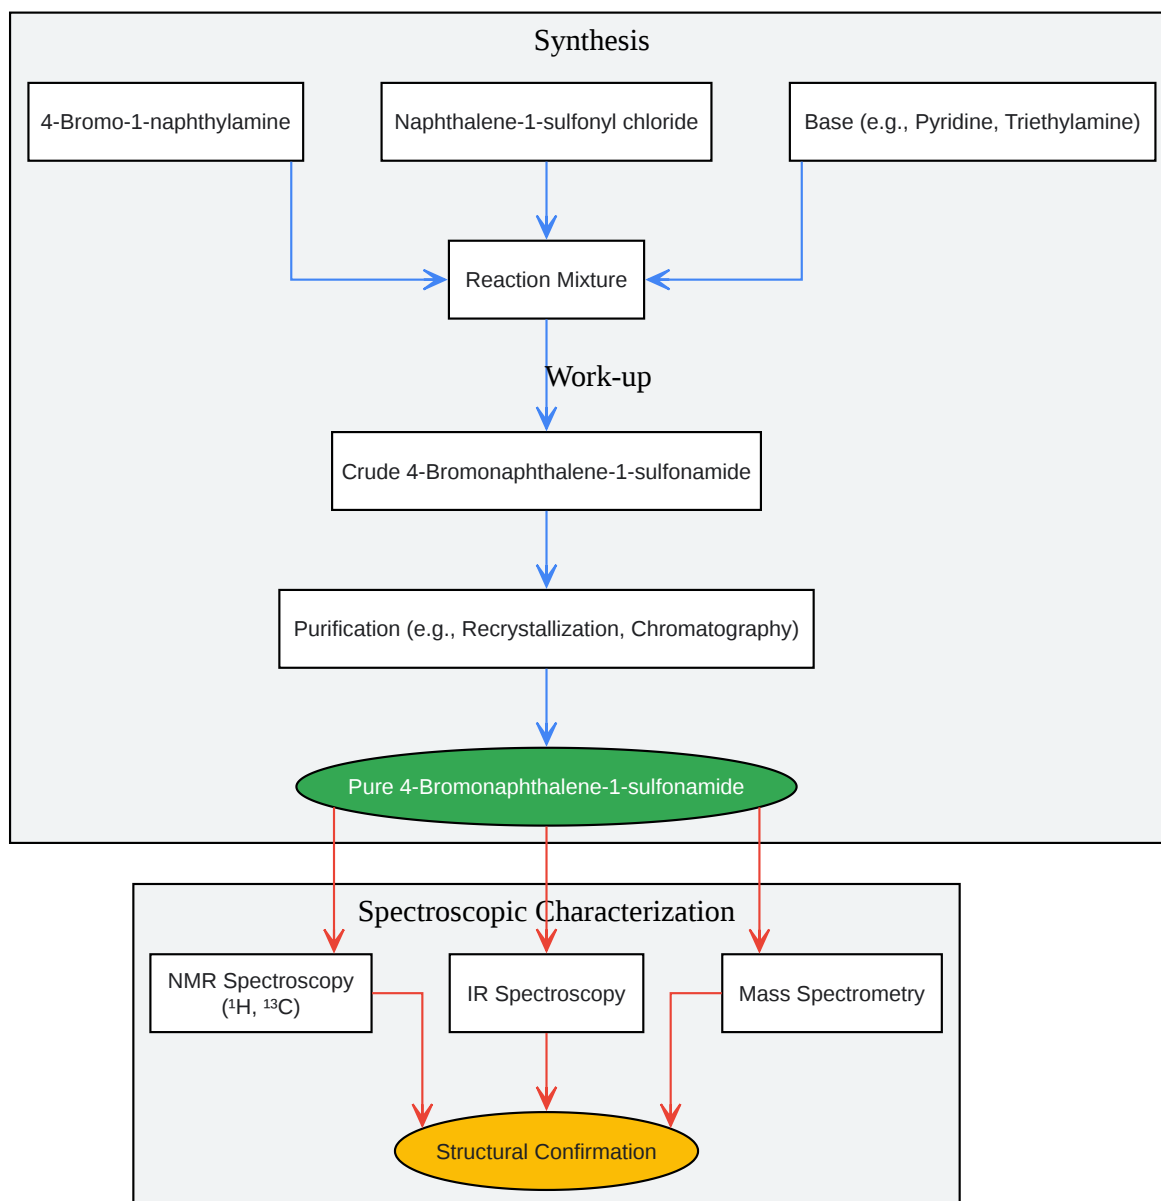 Synthesis
4-Bromo-1-naphthylamine
Naphthalene-1-sulfonyl chloride
Base (e.g., Pyridine, Triethylamine)
Reaction Mixture
Work-up
Crude 4-Bromonaphthalene-1-sulfonamide
Purification (e.g., Recrystallization, Chromatography)
Pure 4-Bromonaphthalene-1-sulfonamide
Spectroscopic Characterization
NMR Spectroscopy
(¹H, ¹³C)
IR Spectroscopy
Mass Spectrometry
Structural Confirmation